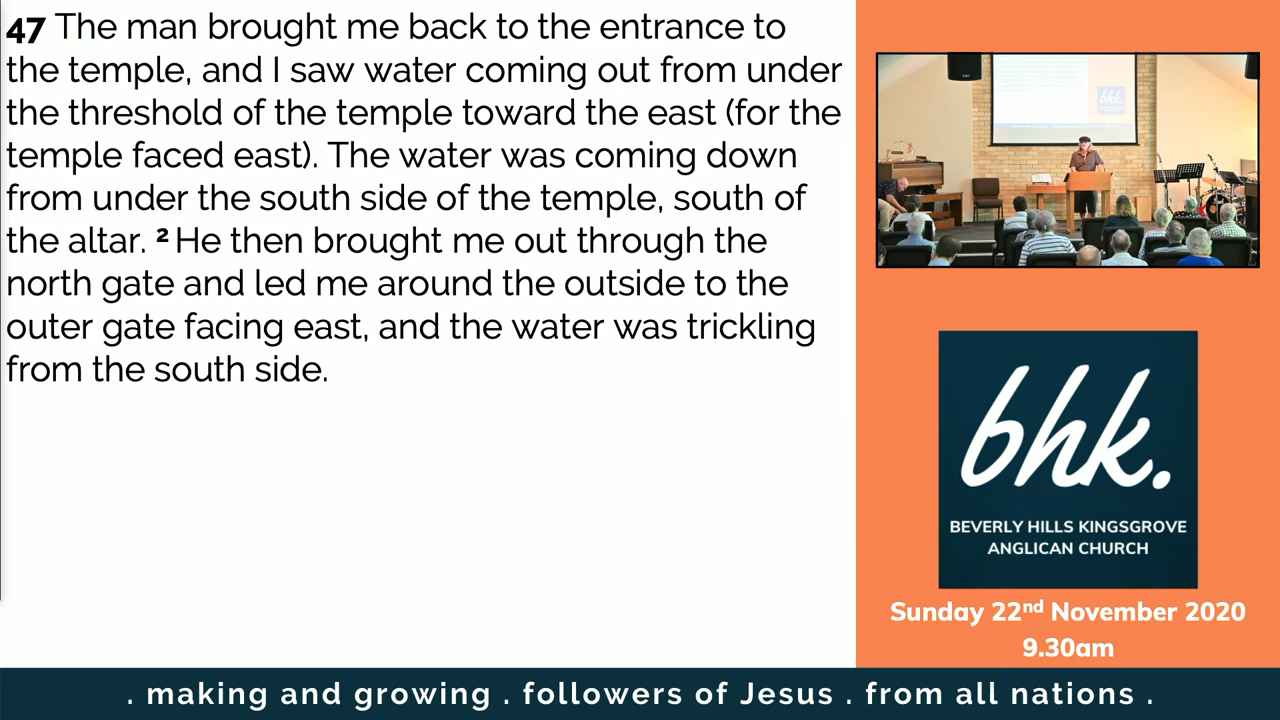 47 The man brought me back to the entrance to
the temple, and I saw water coming out from under
the threshold of the temple toward the east (for the
temple faced east). The water was coming down
from under the south side of the temple, south of
the altar. ² He then brought me out through the
north gate and led me around the outside to the
outer gate facing east, and the water was trickling
from the south side.
bhk.
bhk.
BEVERLY HILLS KINGSGROVE
ANGLICAN CHURCH
Sunday 22nd November 2020
9.30am
. making and growing . followers of Jesus . from all nations .